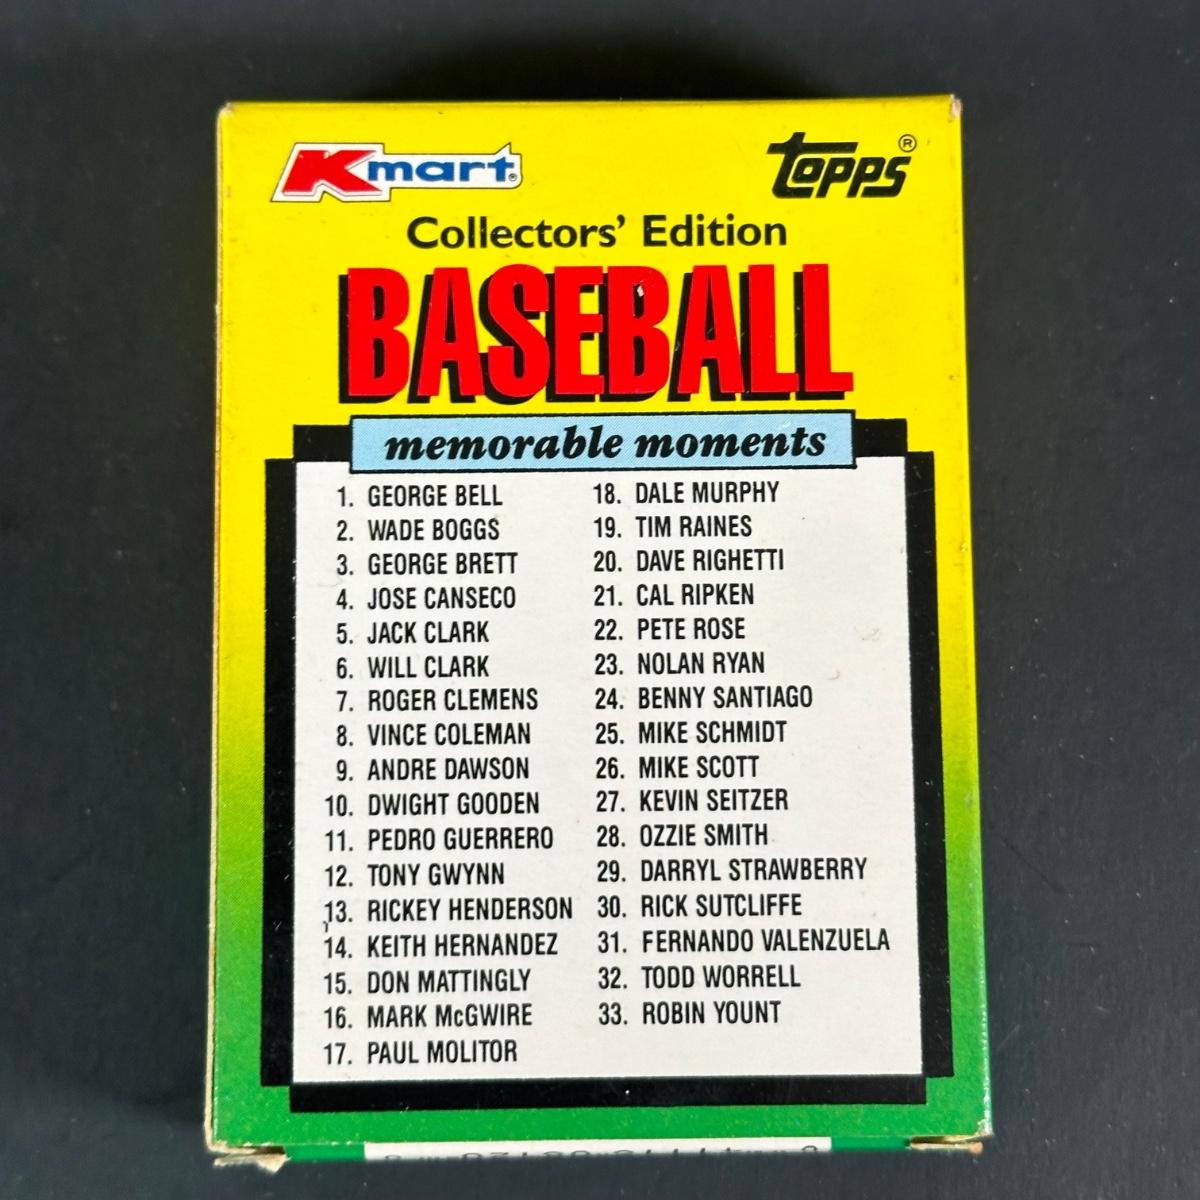 Kmart®
topps®
Collectors' Edition
BASEBALL
memorable moments
1. GEORGE BELL
2. WADE BOGGS
3. GEORGE BRETT
4. JOSE CANSECO
5. JACK CLARK
6. WILL CLARK
7. ROGER CLEMENS
8. VINCE COLEMAN
9. ANDRE DAWSON
10. DWIGHT GOODEN
11. PEDRO GUERRERO
12. TONY GWYNN
13. RICKEY HENDERSON
14. KEITH HERNANDEZ
15. DON MATTINGLY
16. MARK McGWIRE
17. PAUL MOLITOR
18. DALE MURPHY
19. TIM RAINES
20. DAVE RIGHETTI
21. CAL RIPKEN
22. PETE ROSE
23. NOLAN RYAN
24. BENNY SANTIAGO
25. MIKE SCHMIDT
26. MIKE SCOTT
27. KEVIN SEITZER
28. OZZIE SMITH
29. DARRYL STRAWBERRY
30. RICK SUTCLIFFE
31. FERNANDO VALENZUELA
32. TODD WORRELL
33. ROBIN YOUNT